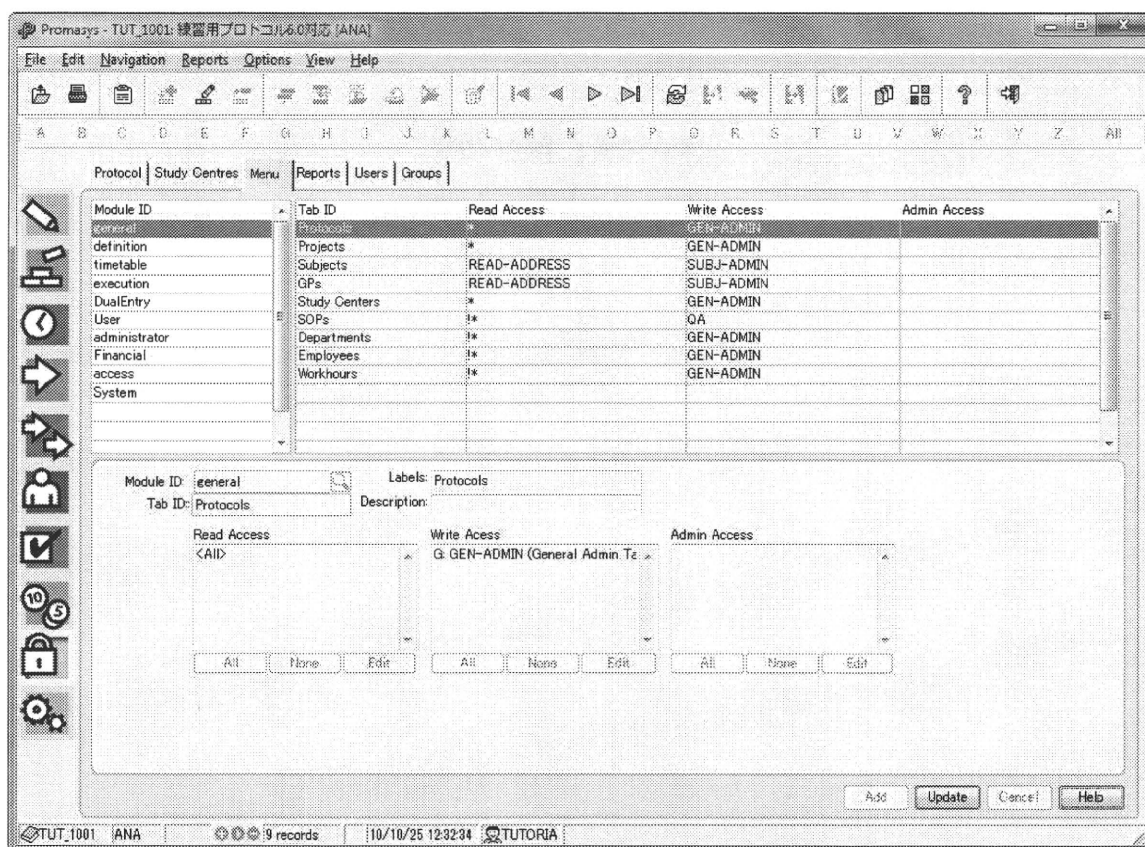 Promasys - TUT_1001: 練習用プロトコル6.0対応 [ANA]
File Edit Navigation Reports Options View Help
A B C D E F G H I J K L M N O P Q R S T U V W X Y Z All
Protocol Study Centres Menu Reports Users Groups
Module ID Tab ID Read Access Write Access Admin Access
general Protocols * GEN-ADMIN
definition Projects * GEN-ADMIN
timetable Subjects READ-ADDRESS SUBJ-ADMIN
execution GPs READ-ADDRESS SUBJ-ADMIN
DualEntry Study Centers * GEN-ADMIN
User SOPs !* QA
administrator Departments !* GEN-ADMIN
Financial Employees !* GEN-ADMIN
access Workhours !* GEN-ADMIN
System
Module ID: general Labels: Protocols
Tab ID: Protocols Description:
Read Access Write Acess Admin Access
<All> G: GEN-ADMIN (General Admin Ta
All None Edit All None Edit All None Edit
10 5
Add Update Cancel Help
TUT_1001 ANA 9 records 10/10/25 12:32:34 TUTORIA